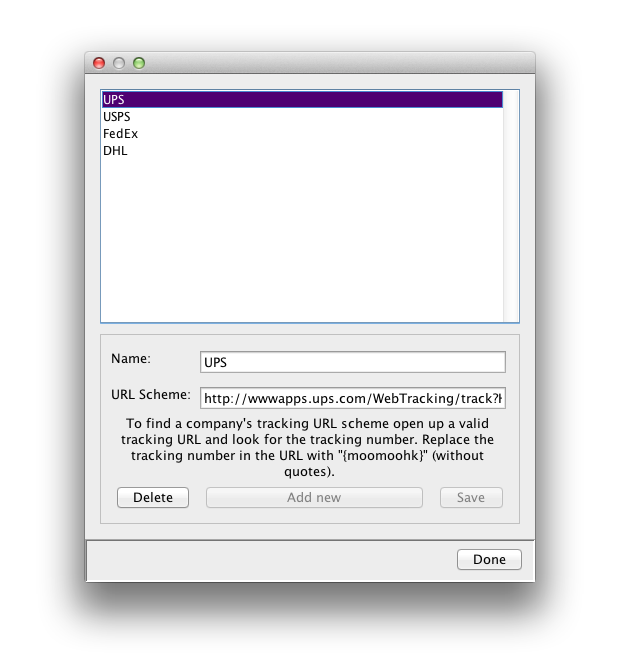 UPS
USPS
FedEx
DHL
Name:
UPS
URL Scheme:
http://wwwapps.ups.com/WebTracking/track?
To find a company's tracking URL scheme open up a valid
tracking URL and look for the tracking number. Replace the
tracking number in the URL with "{moomoohk}" (without
quotes).
Delete
Add new
Save
Done